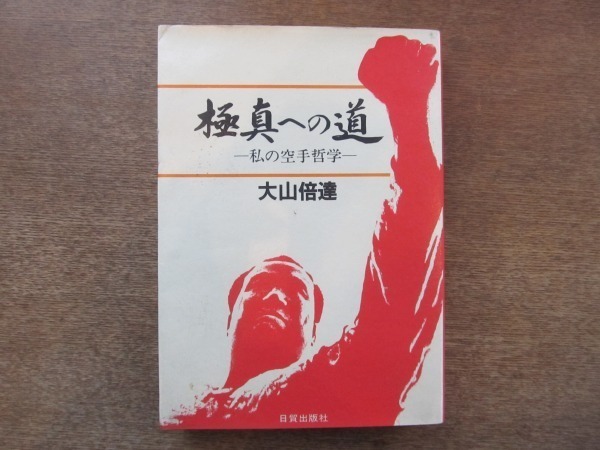 極真への道
―私の空手哲学―
大山倍達
日貿出版社